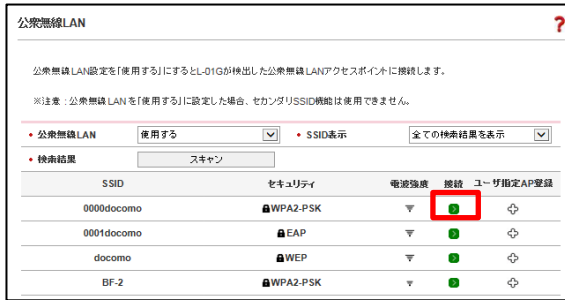 公衆無線LAN
?
公衆無線LAN設定を「使用する」にするとL-01Gが検出した公衆無線LANアクセスポイントに接続します。
※注意：公衆無線LANを「使用する」に設定した場合、セカンダリSSID機能は使用できません。
公衆無線LAN 使用する SSID表示 全ての検索結果を表示
検索結果 スキャン
SSID セキュリティ 電波強度 接続 ユーザ指定AP登録
0000docomo WPA2-PSK
0001docomo EAP
docomo WEP
BF-2 WPA2-PSK